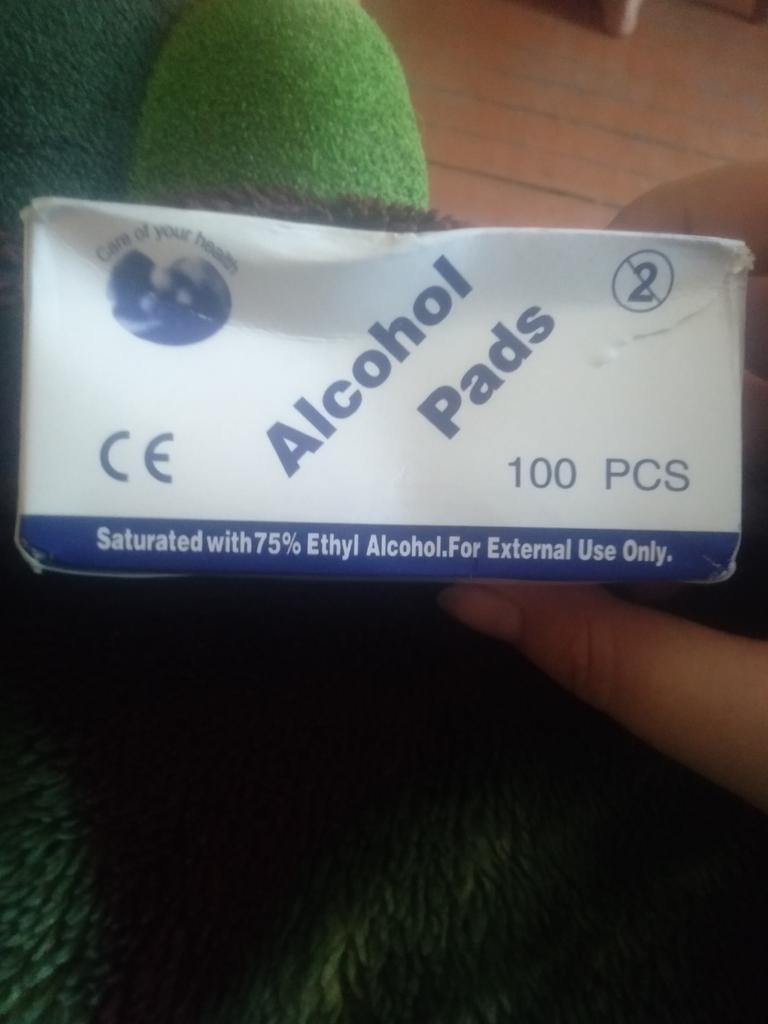 Care of your health
2
Alcohol
Pads
CE
100 PCS
Saturated with 75% Ethyl Alcohol.For External Use Only.